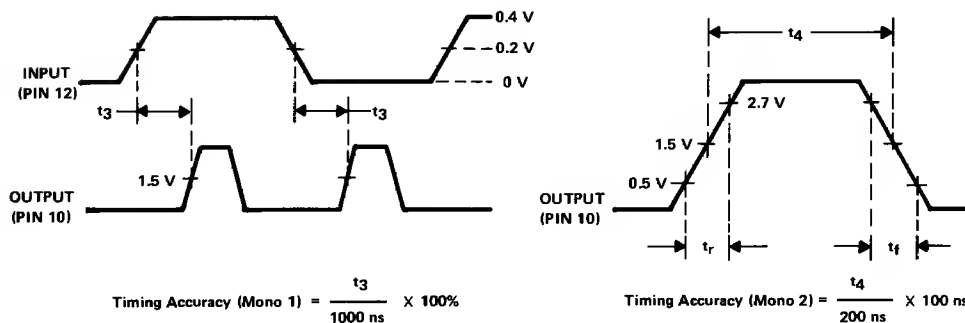 0.4 V
0.2 V
0 V
INPUT
(PIN 12)
t3
t3
1.5 V
OUTPUT
(PIN 10)
Timing Accuracy (Mono 1) = t3 / 1000 ns X 100%
t4
2.7 V
1.5 V
0.5 V
OUTPUT
(PIN 10)
tr
tf
Timing Accuracy (Mono 2) = t4 / 200 ns X 100 ns